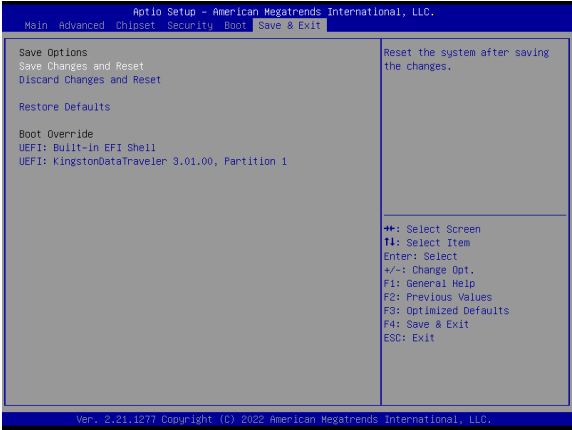 Aptio Setup – American Megatrends International, LLC.
Main Advanced Chipset Security Boot Save & Exit
Save Options
Save Changes and Reset
Discard Changes and Reset
Restore Defaults
Boot Override
UEFI: Built-in EFI Shell
UEFI: KingstonDataTraveler 3.01.00, Partition 1
Reset the system after saving
the changes.
→←: Select Screen
↑↓: Select Item
Enter: Select
+/-: Change Opt.
F1: General Help
F2: Previous Values
F3: Optimized Defaults
F4: Save & Exit
ESC: Exit
Ver. 2.21.1277 Copyright (C) 2022 American Megatrends International, LLC.